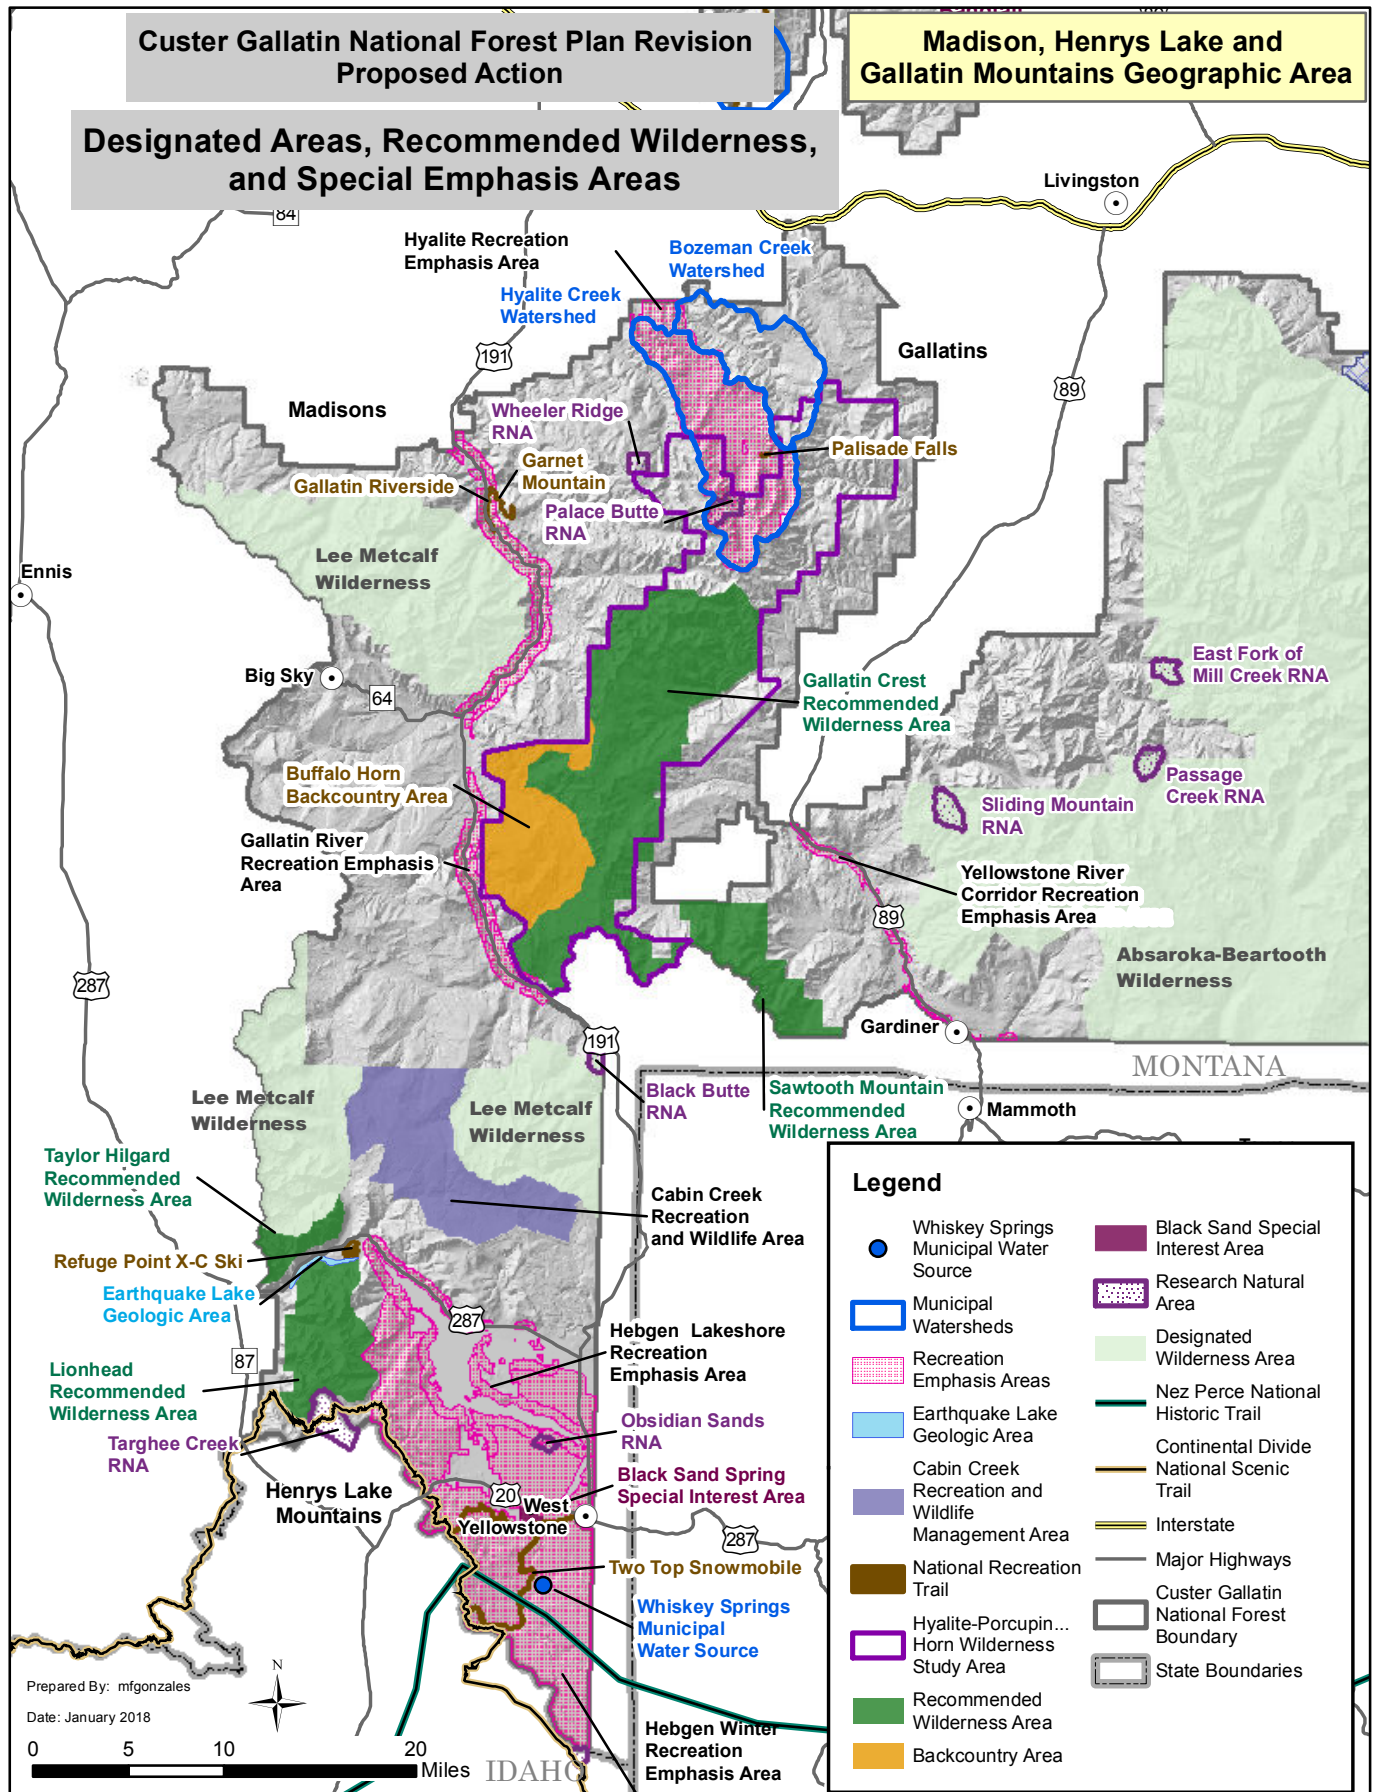 Custer Gallatin National Forest Plan Revision
Proposed Action
Madison, Henrys Lake and
Gallatin Mountains Geographic Area
Designated Areas, Recommended Wilderness,
and Special Emphasis Areas
Livingston
84
Hyalite Recreation
Emphasis Area
Bozeman Creek
Watershed
Hyalite Creek
Watershed
191
Gallatins
89
Madisons
Wheeler Ridge
RNA
Garnet
Mountain
Palisade Falls
Gallatin Riverside
Palace Butte
RNA
Lee Metcalf
Wilderness
Ennis
East Fork of
Mill Creek RNA
Big Sky
64
Gallatin Crest
Recommended
Wilderness Area
Buffalo Horn
Backcountry Area
Passage
Creek RNA
Sliding Mountain
RNA
Gallatin River
Recreation Emphasis
Area
Yellowstone River
Corridor Recreation
Emphasis Area
89
Absaroka-Beartooth
Wilderness
287
Gardiner
191
MONTANA
Black Butte
RNA
Sawtooth Mountain
Recommended
Wilderness Area
Mammoth
Lee Metcalf
Wilderness
Lee Metcalf
Wilderness
Taylor Hilgard
Recommended
Wilderness Area
Cabin Creek
Recreation
and Wildlife Area
Refuge Point X-C Ski
Earthquake Lake
Geologic Area
287
Hebgen Lakeshore
Recreation
Emphasis Area
87
Lionhead
Recommended
Wilderness Area
Obsidian Sands
RNA
Targhee Creek
RNA
Black Sand Spring
Special Interest Area
Henrys Lake
Mountains
20
West
Yellowstone
287
Two Top Snowmobile
Whiskey Springs
Municipal
Water Source
Hebgen Winter
Recreation
Emphasis Area
IDAHO
Prepared By: mfgonzales
Date: January 2018
N
0 5 10 20
Miles
Legend
Whiskey Springs
Municipal Water
Source
Municipal
Watersheds
Recreation
Emphasis Areas
Earthquake Lake
Geologic Area
Cabin Creek
Recreation and
Wildlife
Management Area
National Recreation
Trail
Hyalite-Porcupin...
Horn Wilderness
Study Area
Recommended
Wilderness Area
Backcountry Area
Black Sand Special
Interest Area
Research Natural
Area
Designated
Wilderness Area
Nez Perce National
Historic Trail
Continental Divide
National Scenic
Trail
Interstate
Major Highways
Custer Gallatin
National Forest
Boundary
State Boundaries